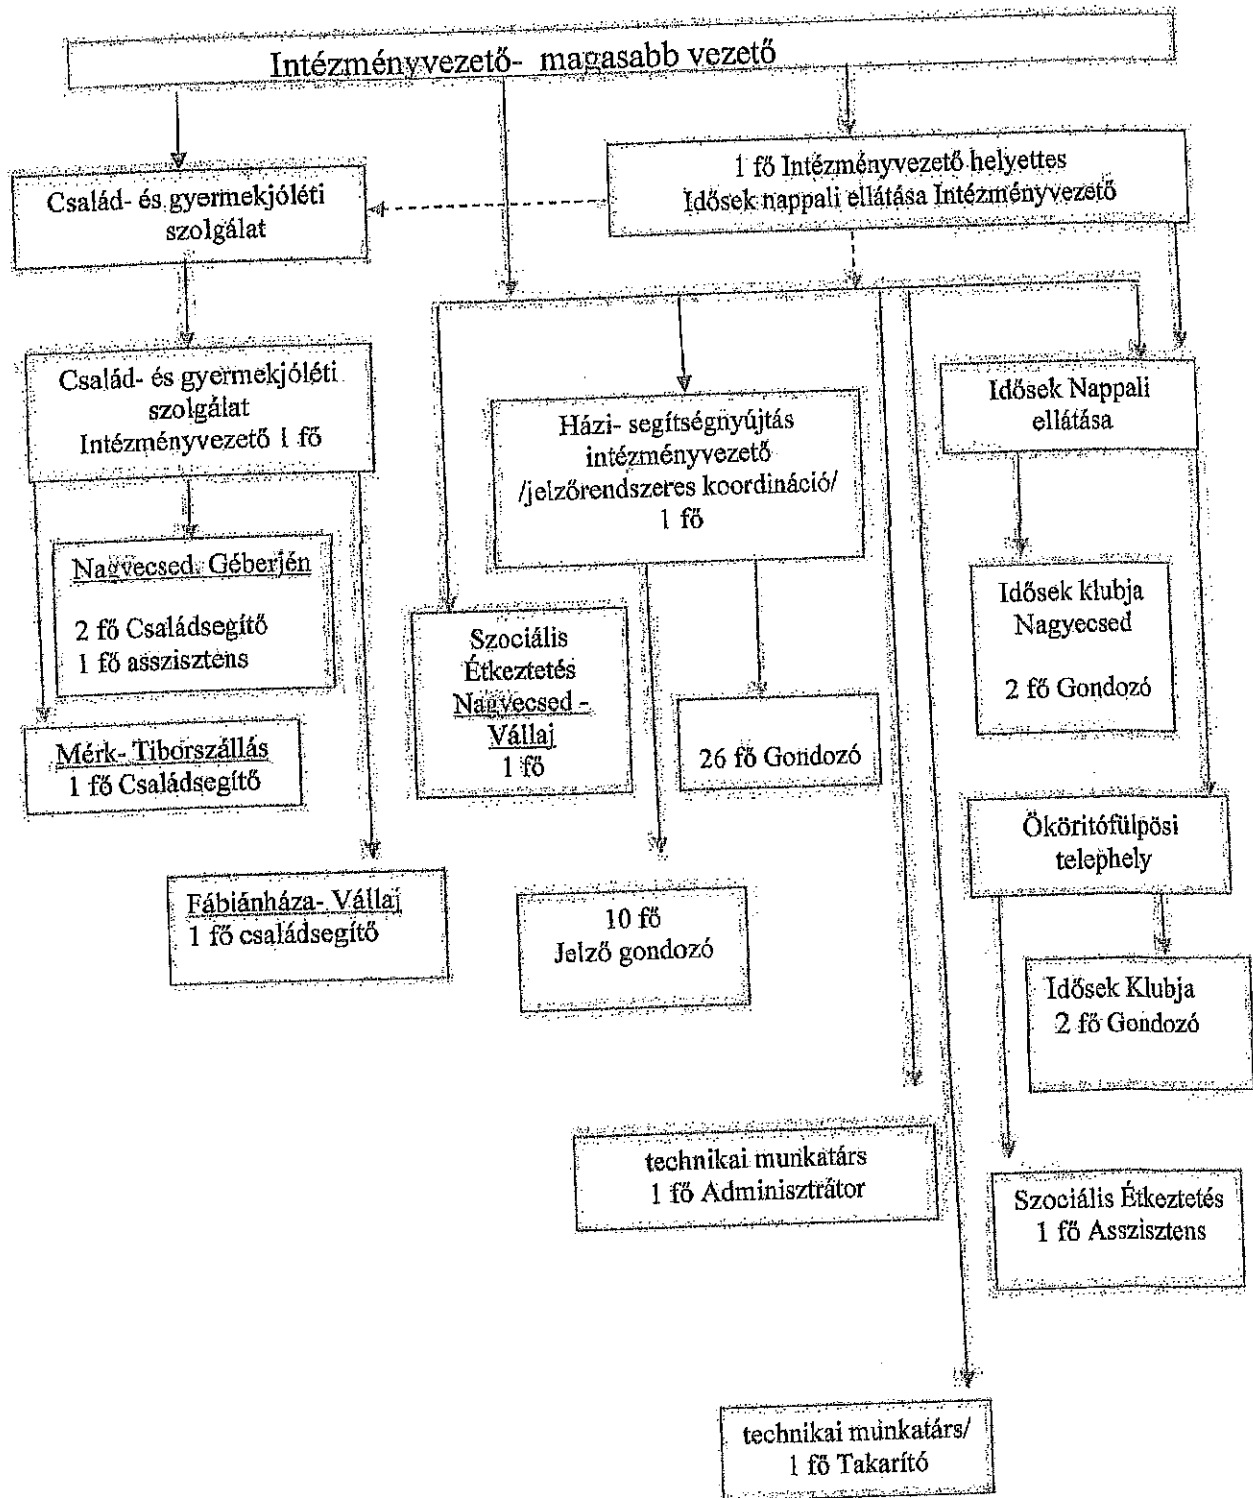 Intézményvezető- magasabb vezető
1 fő Intézményvezető helyettes
Idősek nappali ellátása Intézményvezető
Család- és gyermekjóléti
szolgálat
Család- és gyermekjóléti
szolgálat
Intézményvezető 1 fő
Házi- segítségnyújtás
intézményvezető
/jelzőrendszeres koordináció/
1 fő
Idősek Nappali
ellátása
Nagyecsed. Géberjén
2 fő Családsegítő
1 fő asszisztens
Idősek klubja
Nagyecsed
2 fő Gondozó
Szociális
Étkeztetés
Nagyecsed -
Vállaj
1 fő
26 fő Gondozó
Mérk- Tiborszállás
1 fő Családsegítő
Ököritófülpösi
telephely
Fábiánháza- Vállaj
1 fő családsegítő
10 fő
Jelző gondozó
Idősek Klubja
2 fő Gondozó
technikai munkatárs
1 fő Adminisztrátor
Szociális Étkeztetés
1 fő Asszisztens
technikai munkatárs/
1 fő Takarító